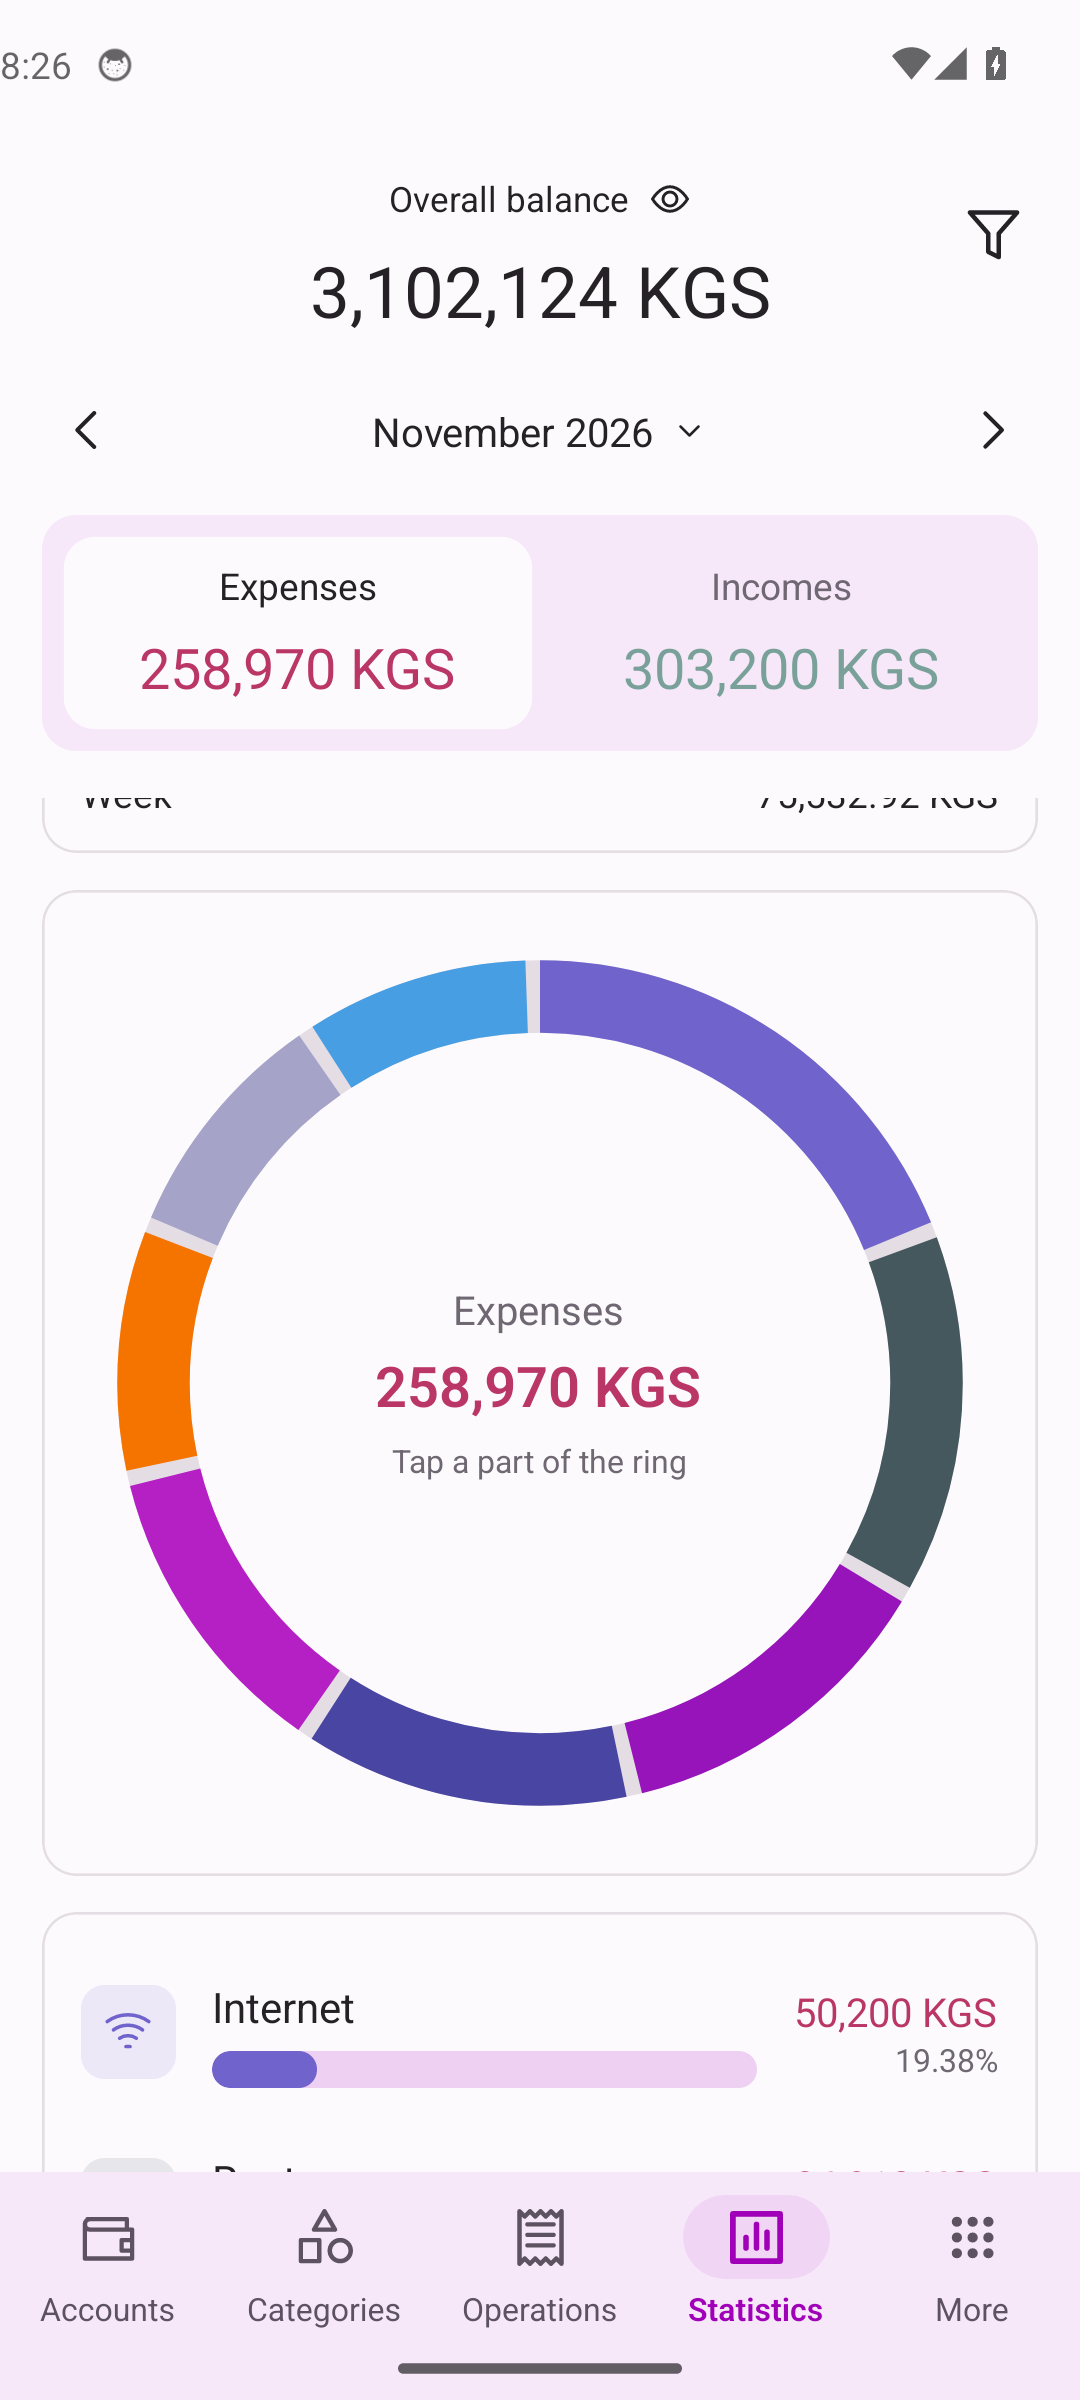 8:26
Overall balance
3,102,124 KGS
November 2026
Expenses
258,970 KGS
Incomes
303,200 KGS
Week
Expenses
258,970 KGS
Tap a part of the ring
Internet
50,200 KGS
19.38%
Accounts
Categories
Operations
Statistics
More